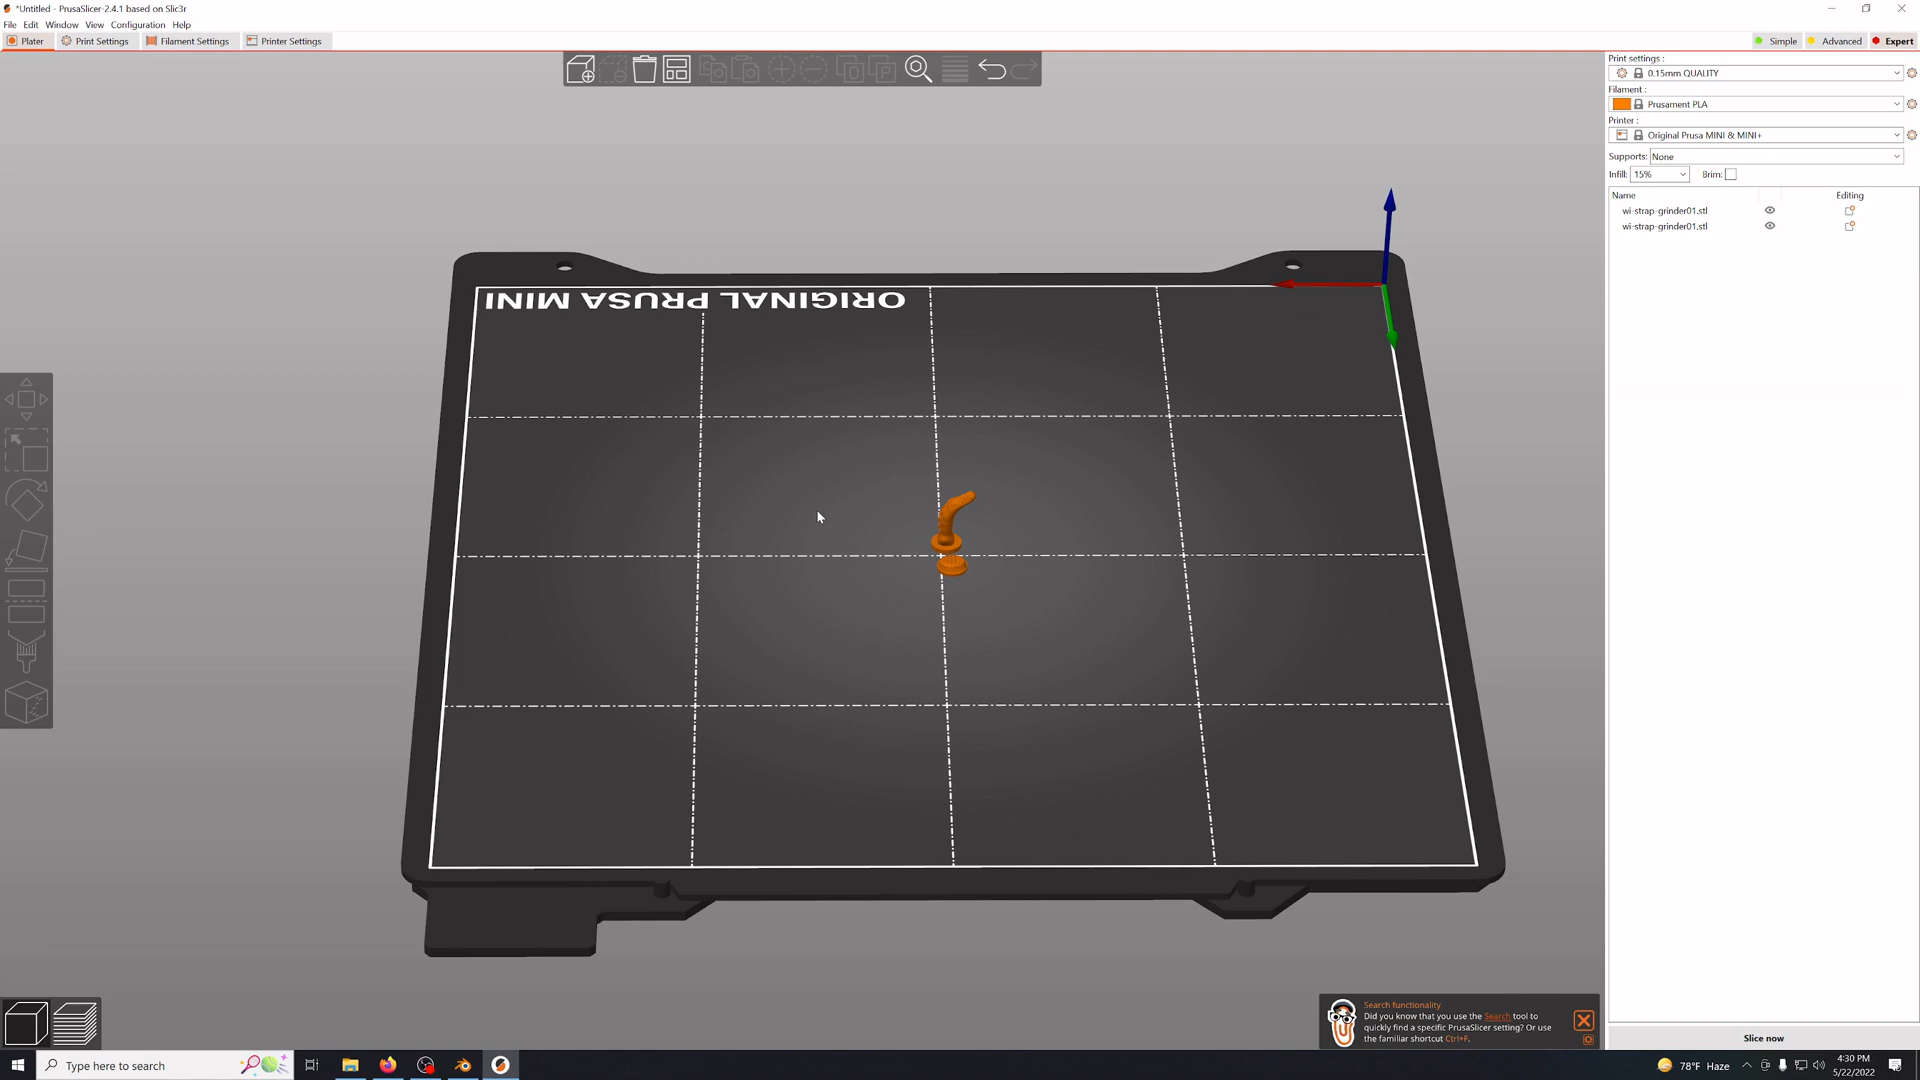 *Untitled - PrusaSlicer-2.4.1 based on Slic3r
File Edit Window View Configuration Help
Plater Print Settings Filament Settings Printer Settings Simple Advanced Expert
Print settings :
0.15mm QUALITY
Filament :
Prusament PLA
Printer :
Original Prusa MINI & MINI+
Supports: None
Infill: 15% Brim:
Name Editing
wi-strap-grinder01.stl
wi-strap-grinder01.stl
ORIGINAL PRUSA MINI
Search functionality
Did you know that you use the Search tool to
quickly find a specific PrusaSlicer setting? Or use
the familiar shortcut Ctrl+F.
Slice now
Type here to search
78°F Haze
4:30 PM
5/22/2022